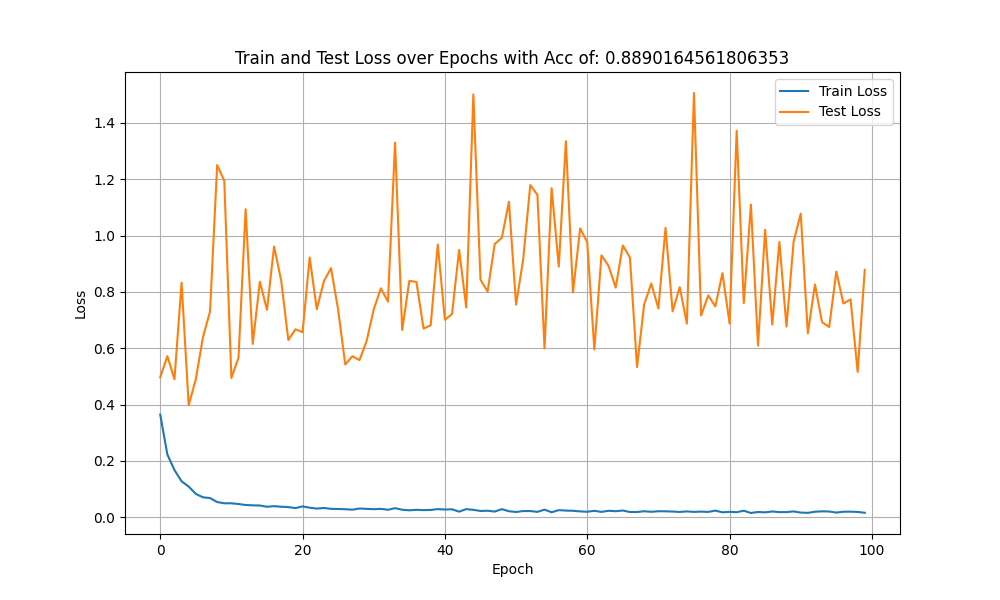 Train and Test Loss over Epochs with Acc of: 0.8890164561806353
Train Loss
Test Loss
1.4
1.2
1.0
0.8
0.6
0.4
0.2
0.0
Loss
0 20 40 60 80 100
Epoch